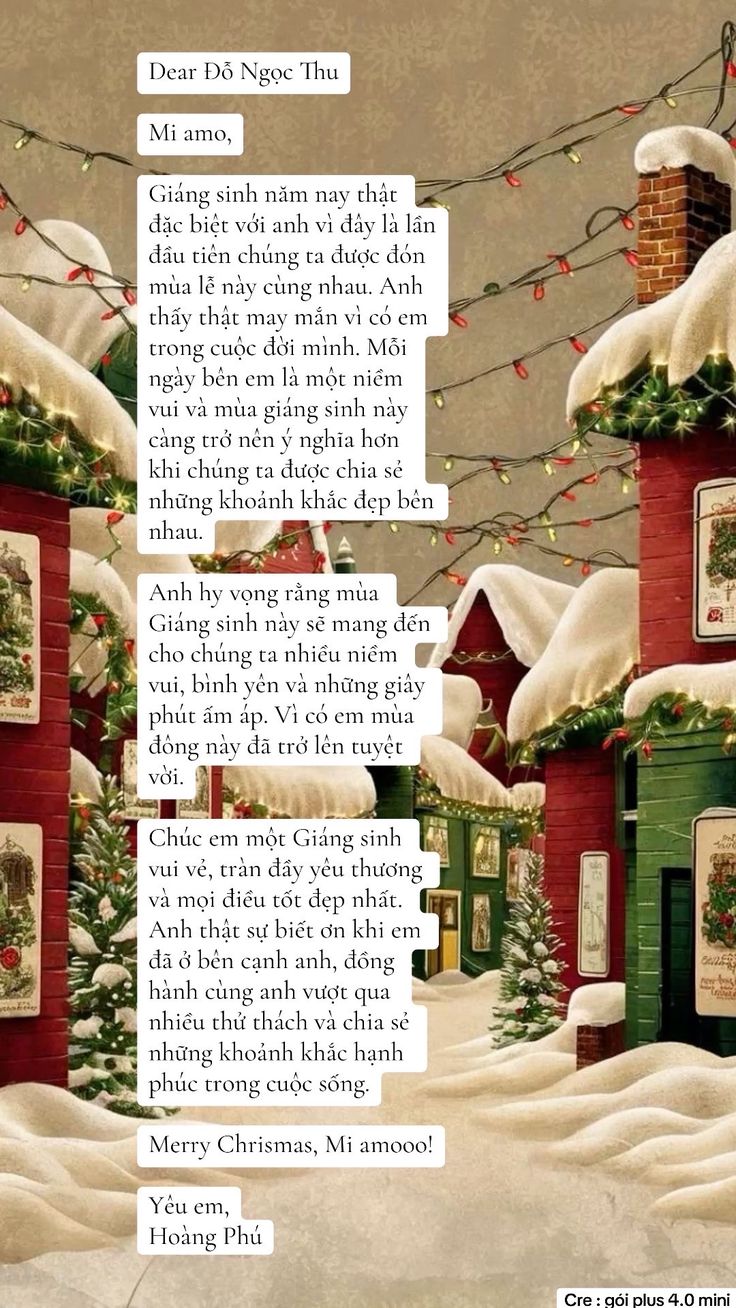 Dear Đỗ Ngọc Thu
Mi amo,
Giáng sinh năm nay thật
đặc biệt với anh vì đây là lần
đầu tiên chúng ta được đón
mùa lễ này cùng nhau. Anh
thấy thật may mắn vì có em
trong cuộc đời mình. Mỗi
ngày bên em là một niềm
vui và mùa giáng sinh này
càng trở nên ý nghĩa hơn
khi chúng ta được chia sẻ
những khoảnh khắc đẹp bên
nhau.
Anh hy vọng rằng mùa
Giáng sinh này sẽ mang đến
cho chúng ta nhiều niềm
vui, bình yên và những giây
phút ấm áp. Vì có em mùa
đông này đã trở lên tuyệt
vời.
Chúc em một Giáng sinh
vui vẻ, tràn đầy yêu thương
và mọi điều tốt đẹp nhất.
Anh thật sự biết ơn khi em
đã ở bên cạnh anh, đồng
hành cùng anh vượt qua
nhiều thử thách và chia sẻ
những khoảnh khắc hạnh
phúc trong cuộc sống.
Merry Chrismas, Mi amooo!
Yêu em,
Hoàng Phú
Cre : gói plus 4.0 mini